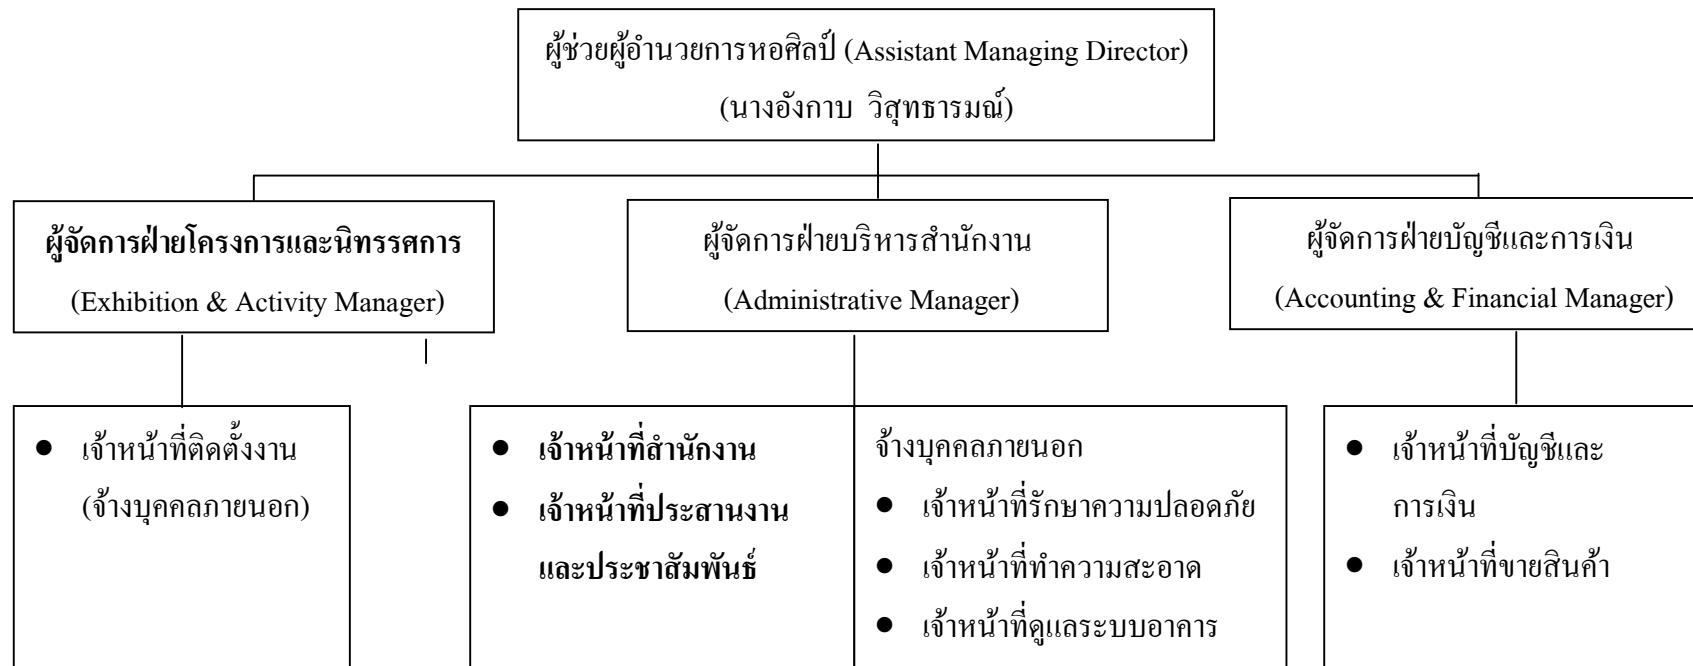 ผู้ช่วยผู้อำนวยการหอศิลป์ (Assistant Managing Director)
(นางอังกาบ วิสุทธารมณ์)
ผู้จัดการฝ่ายโครงการและนิทรรศการ
(Exhibition & Activity Manager)
ผู้จัดการฝ่ายบริหารสำนักงาน
(Administrative Manager)
ผู้จัดการฝ่ายบัญชีและการเงิน
(Accounting & Financial Manager)
● เจ้าหน้าที่ติดตั้งงาน
(จ้างบุคคลภายนอก)
● เจ้าหน้าที่สำนักงาน
● เจ้าหน้าที่ประสานงาน
และประชาสัมพันธ์
จ้างบุคคลภายนอก
● เจ้าหน้าที่รักษาความปลอดภัย
● เจ้าหน้าที่ทำความสะอาด
● เจ้าหน้าที่ดูแลระบบอาคาร
● เจ้าหน้าที่บัญชีและ
การเงิน
● เจ้าหน้าที่ขายสินค้า